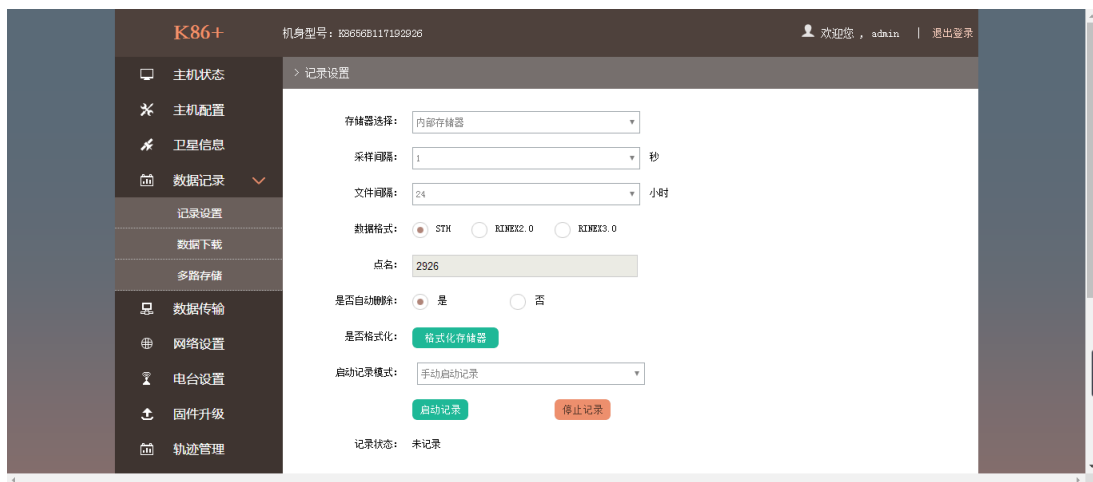 K86+ 机身型号：K8656B117192926 欢迎您 ，admin | 退出登录
主机状态
主机配置
卫星信息
数据记录
记录设置
数据下载
多路存储
数据传输
网络设置
电台设置
固件升级
轨迹管理
> 记录设置
存储器选择： 内部存储器
采样间隔： 1 秒
文件间隔： 24 小时
数据格式： STH RINEX2.0 RINEX3.0
点名： 2926
是否自动删除： 是 否
是否格式化： 格式化存储器
启动记录模式： 手动启动记录
启动记录 停止记录
记录状态： 未记录